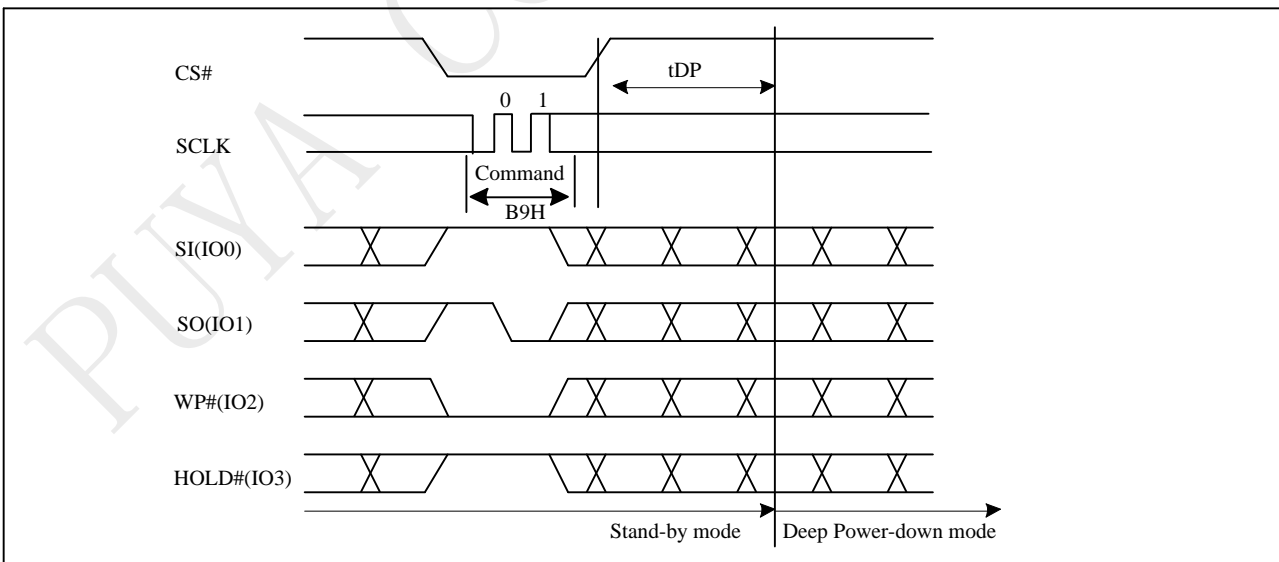 CS#
tDP
0 1
SCLK
Command
B9H
SI(IO0)
SO(IO1)
WP#(IO2)
HOLD#(IO3)
Stand-by mode Deep Power-down mode
PUYA